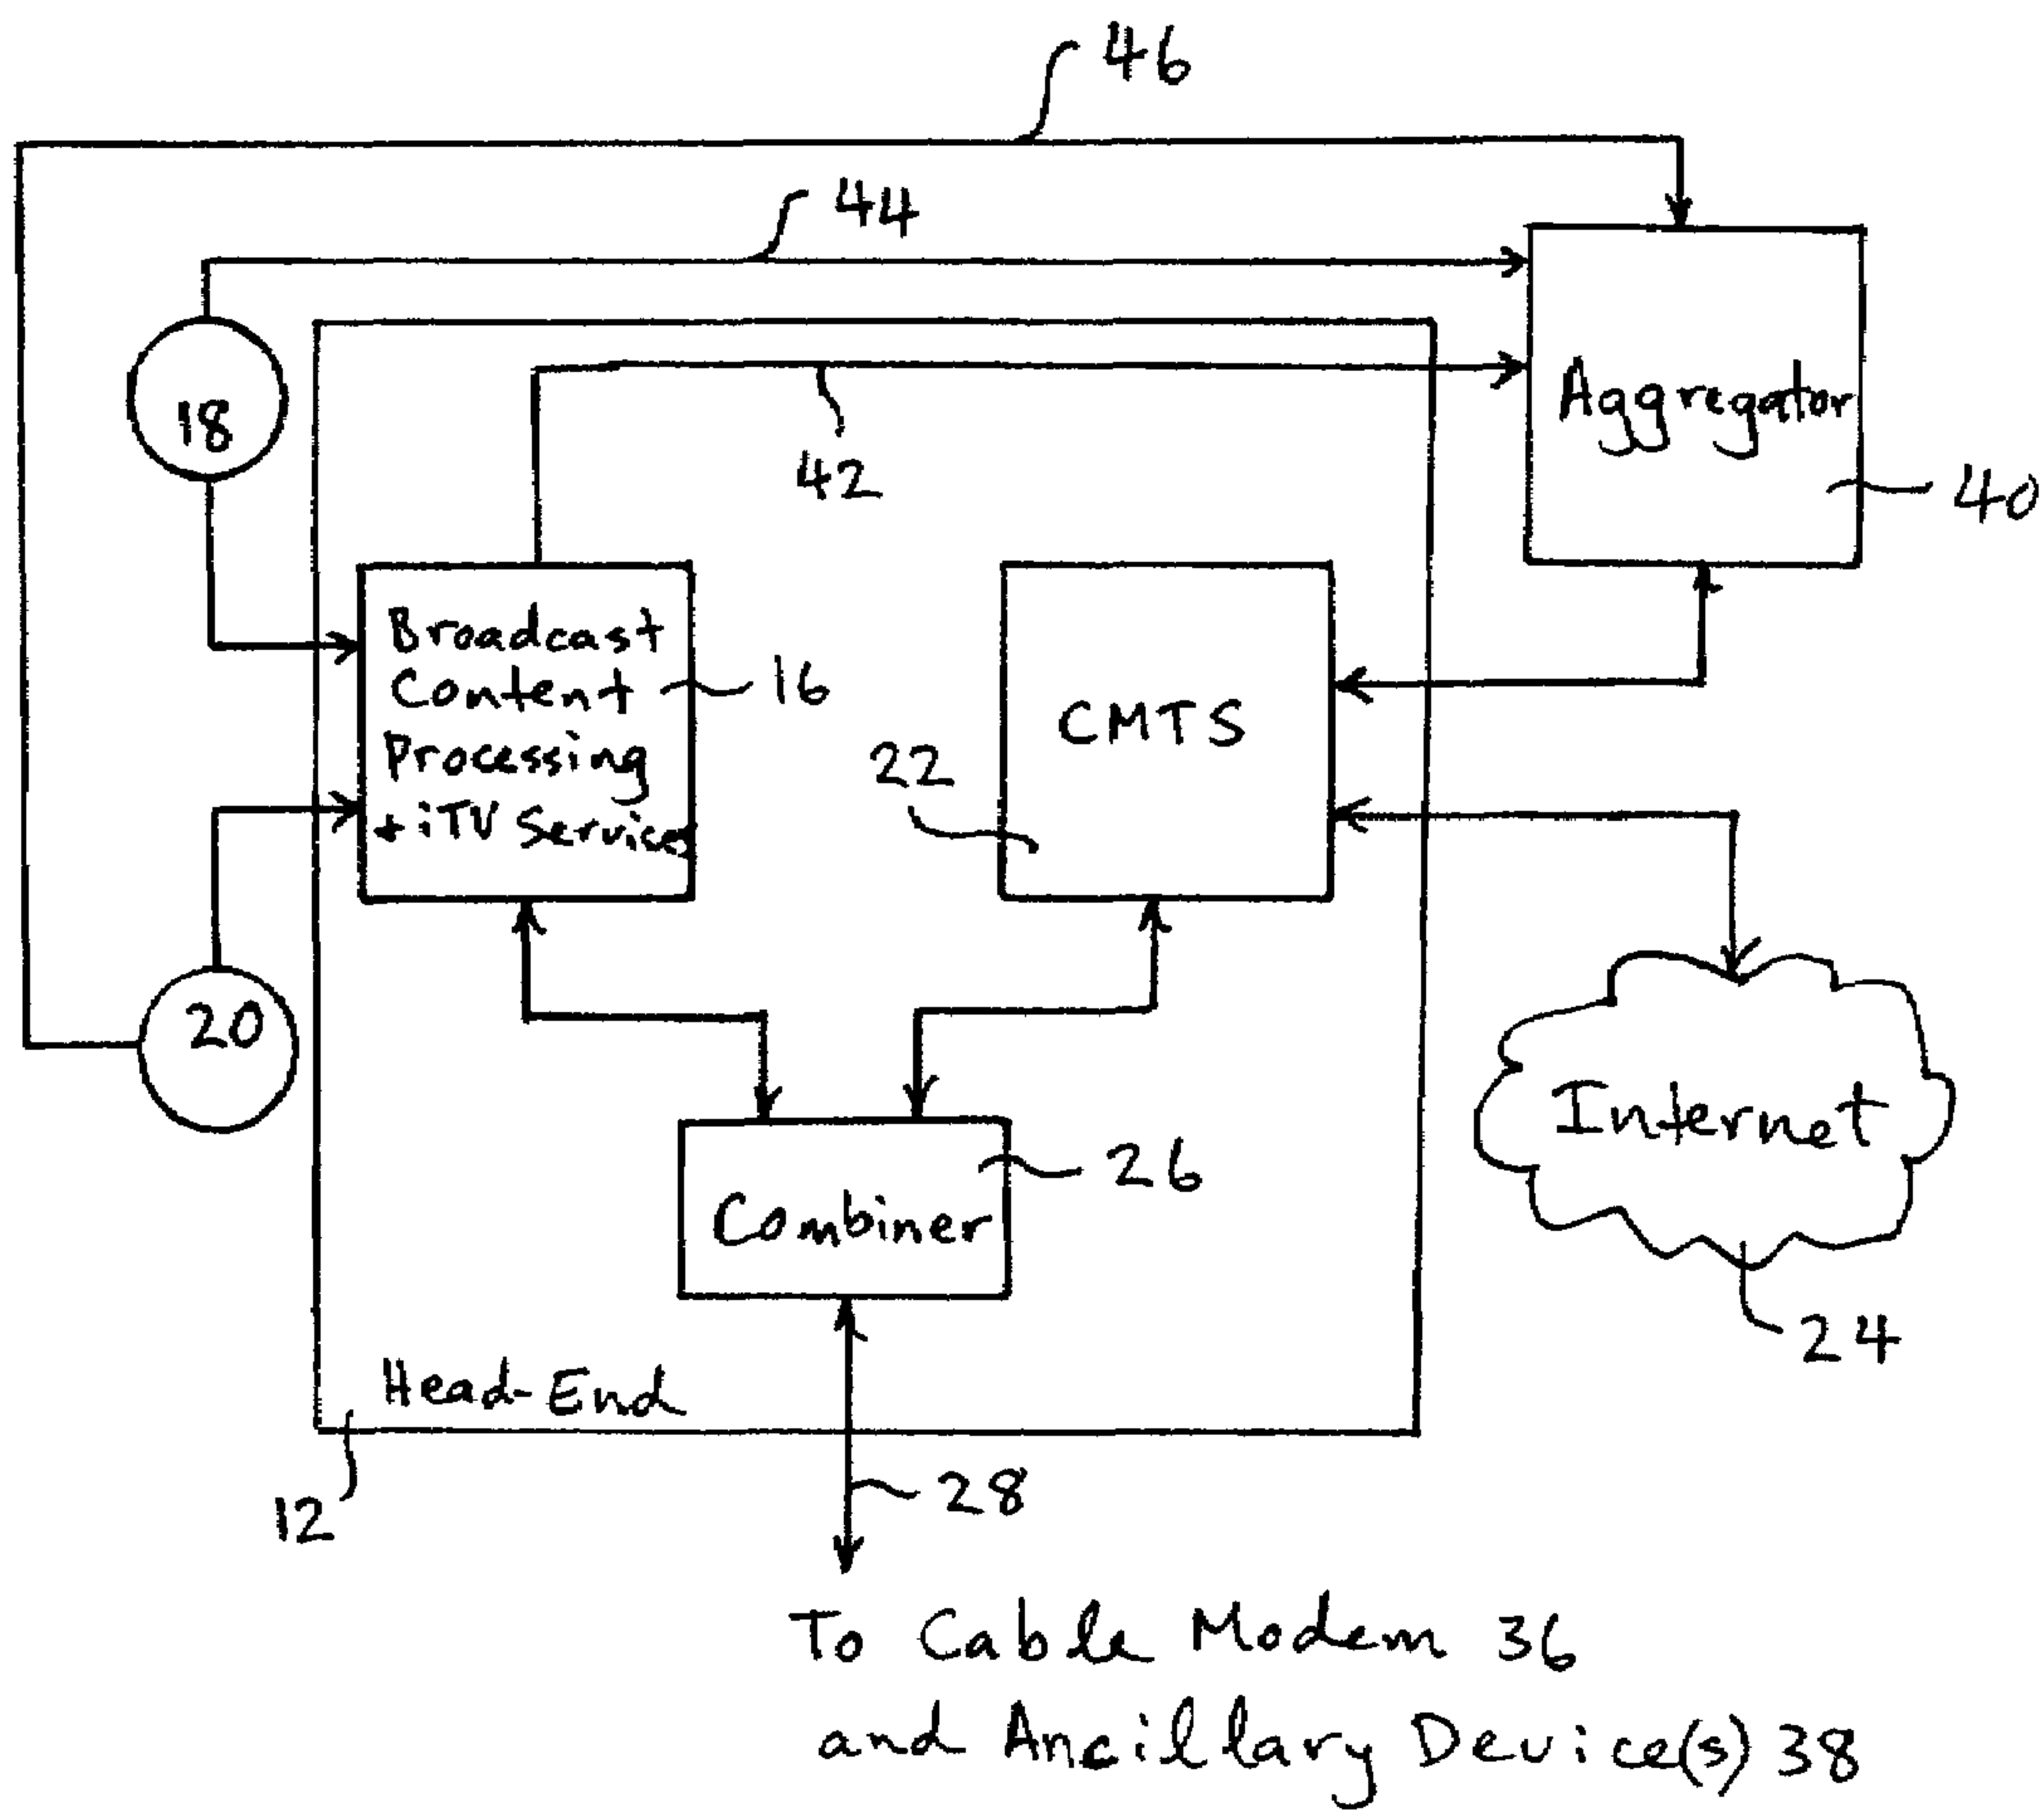 46
44
18
42
Aggregator
40
Broadcast
Content
Processing
+ iTV Services
16
CMTS
22
20
Internet
24
26
Combiner
Head-End
12
28
To Cable Modem 36
and Ancillary Device(s) 38